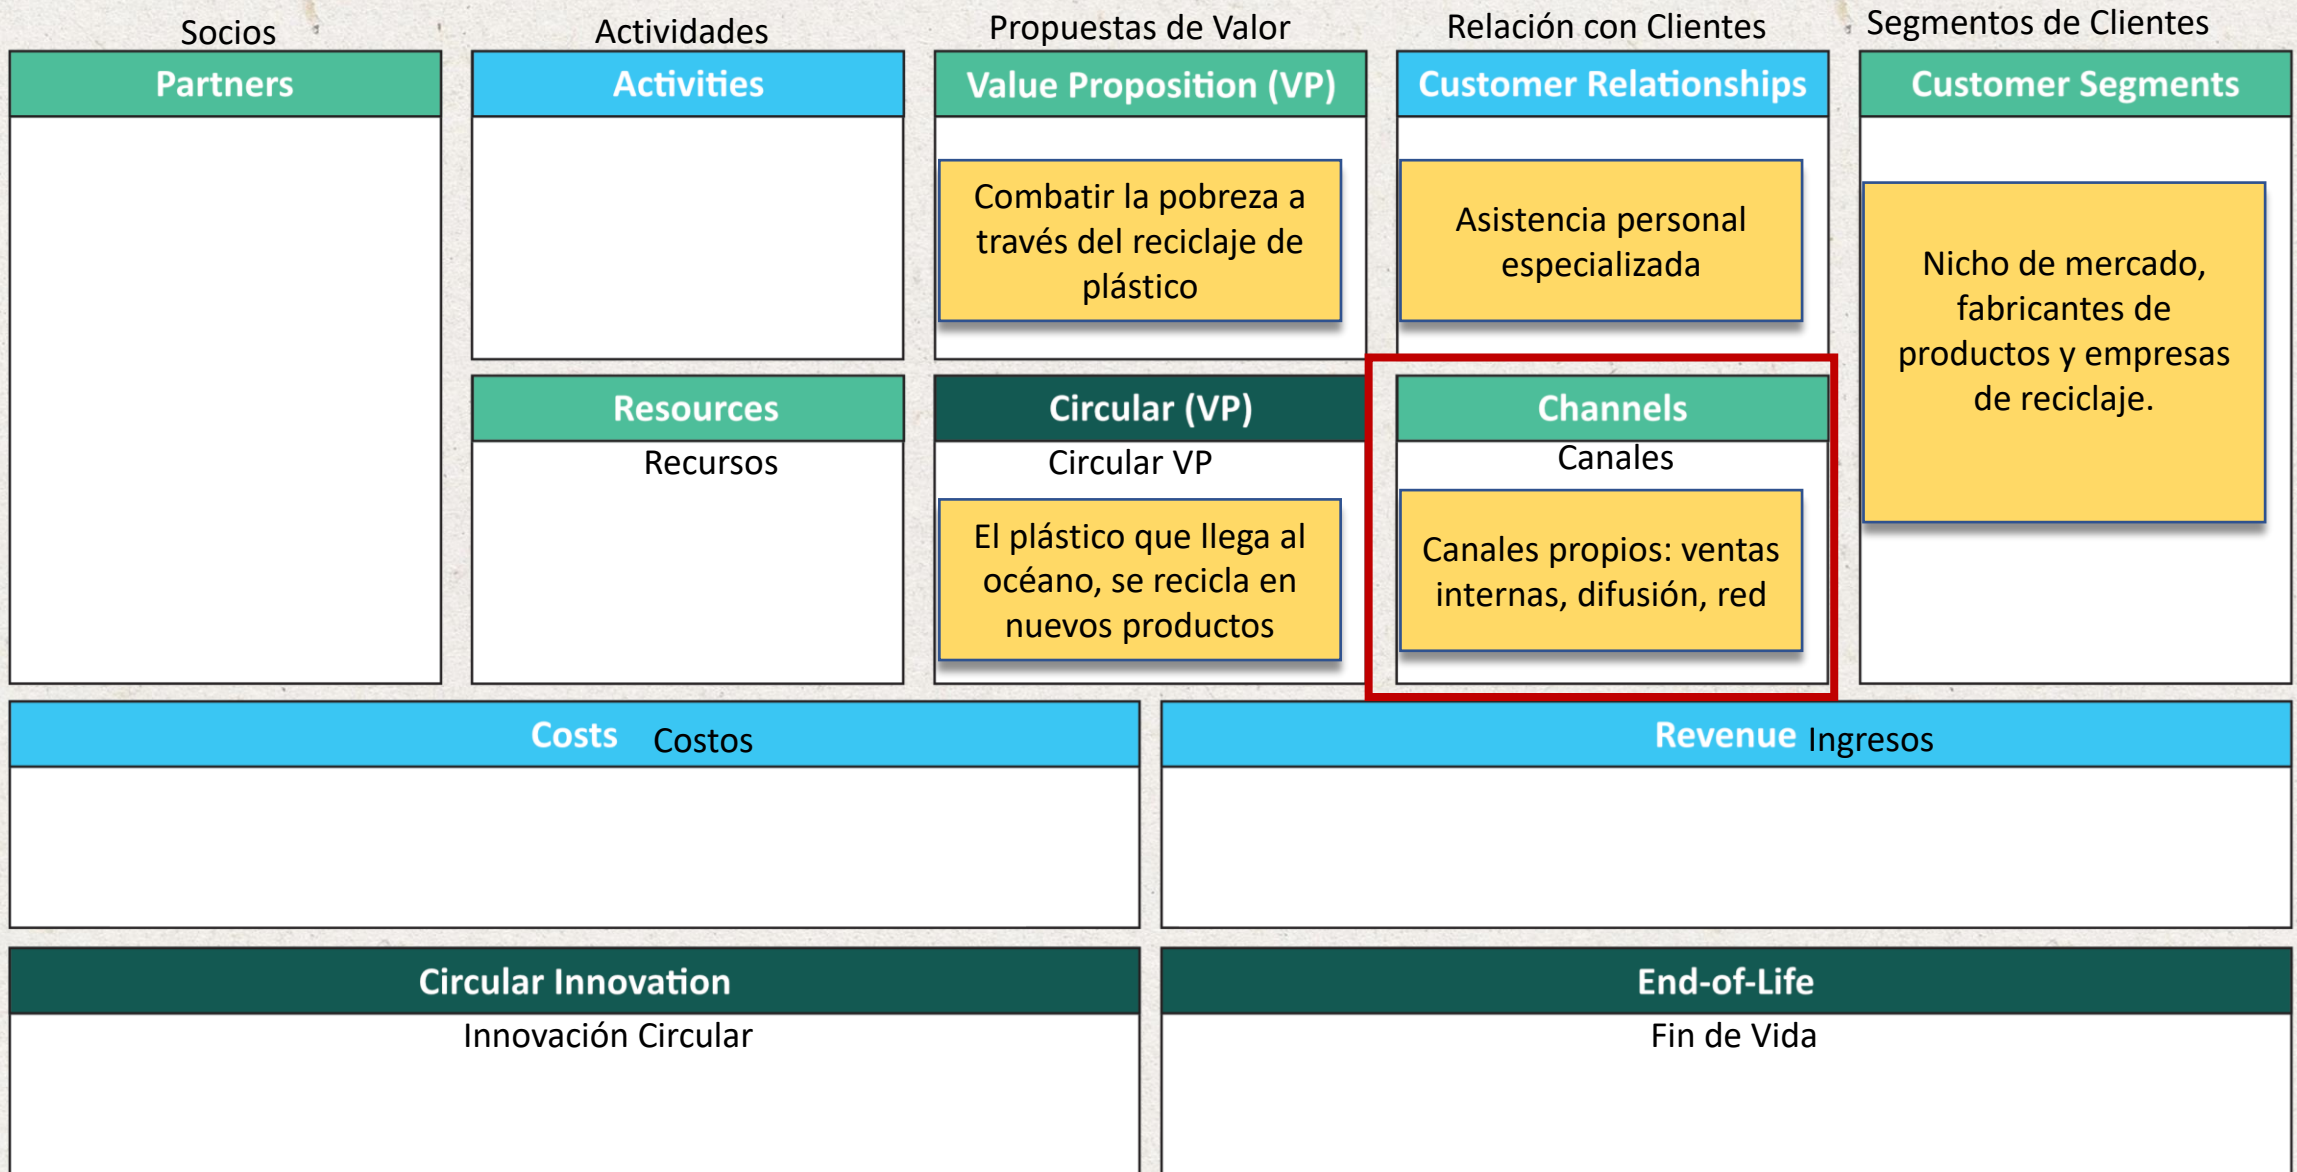 Socios
Actividades
Propuestas de Valor
Relación con Clientes
Segmentos de Clientes
Partners
Activities
Value Proposition (VP)
Customer Relationships
Customer Segments
Combatir la pobreza a
través del reciclaje de
plástico
Asistencia personal
especializada
Nicho de mercado,
fabricantes de
productos y empresas
de reciclaje.
Resources
Recursos
Circular (VP)
Circular VP
El plástico que llega al
océano, se recicla en
nuevos productos
Channels
Canales
Canales propios: ventas
internas, difusión, red
Costs Costos
Revenue Ingresos
Circular Innovation
Innovación Circular
End-of-Life
Fin de Vida